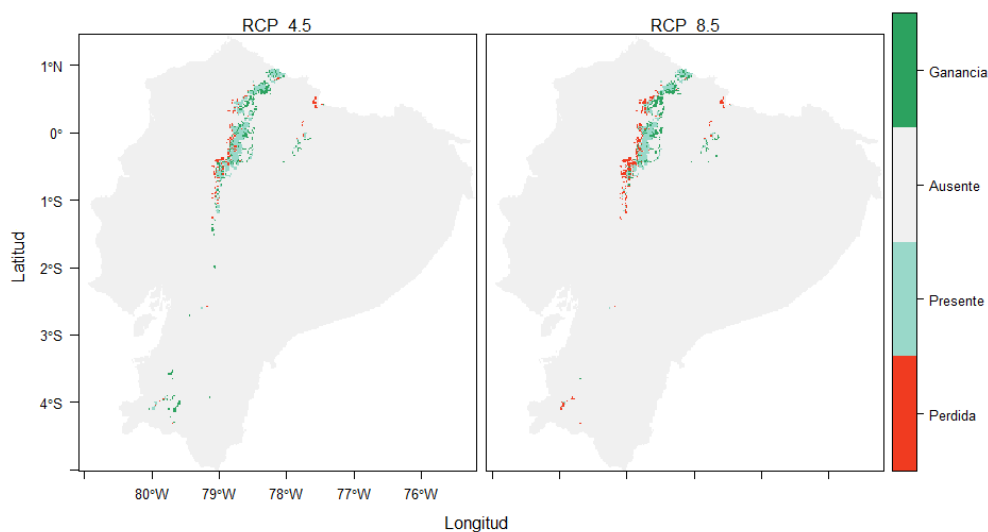 RCP 4.5
RCP 8.5
1°N
0°
1°S
2°S
3°S
4°S
Latitud
80°W
79°W
78°W
77°W
76°W
Longitud
Ganancia
Ausente
Presente
Perdida